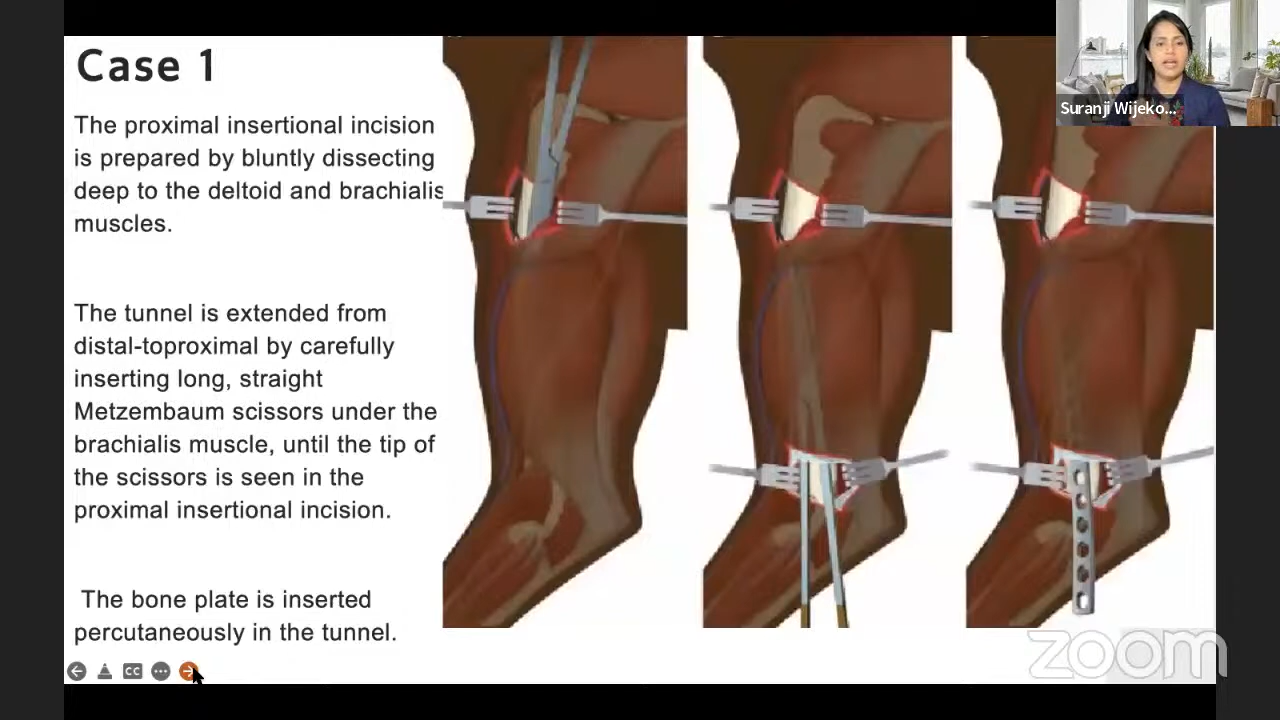 Case 1
The proximal insertional incision
is prepared by bluntly dissecting
deep to the deltoid and brachialis
muscles.
The tunnel is extended from
distal-toproximal by carefully
inserting long, straight
Metzembaum scissors under the
brachialis muscle, until the tip of
the scissors is seen in the
proximal insertional incision.
The bone plate is inserted
percutaneously in the tunnel.
CC
Suranji Wijeko...
zoom